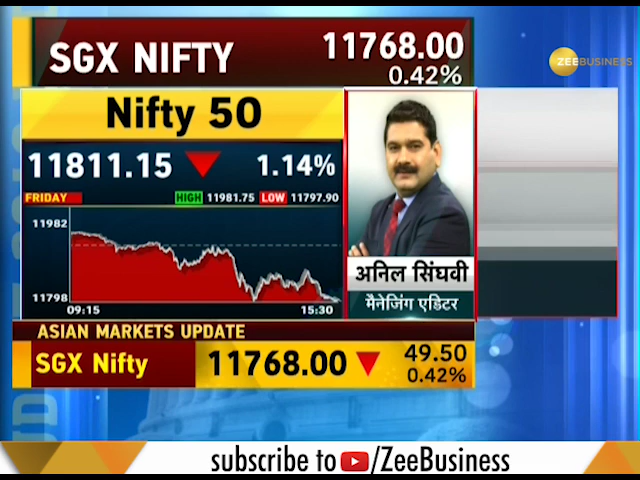 SGX NIFTY
11768.00
0.42%
ZEEBUSINESS
Nifty 50
11811.15 1.14%
FRIDAY HIGH 11981.75 LOW 11797.90
11982
11798
09:15 15:30
अनिल सिंघवी
मैनेजिंग एडिटर
ASIAN MARKETS UPDATE
SGX Nifty 11768.00 49.50
0.42%
subscribe to /ZeeBusiness